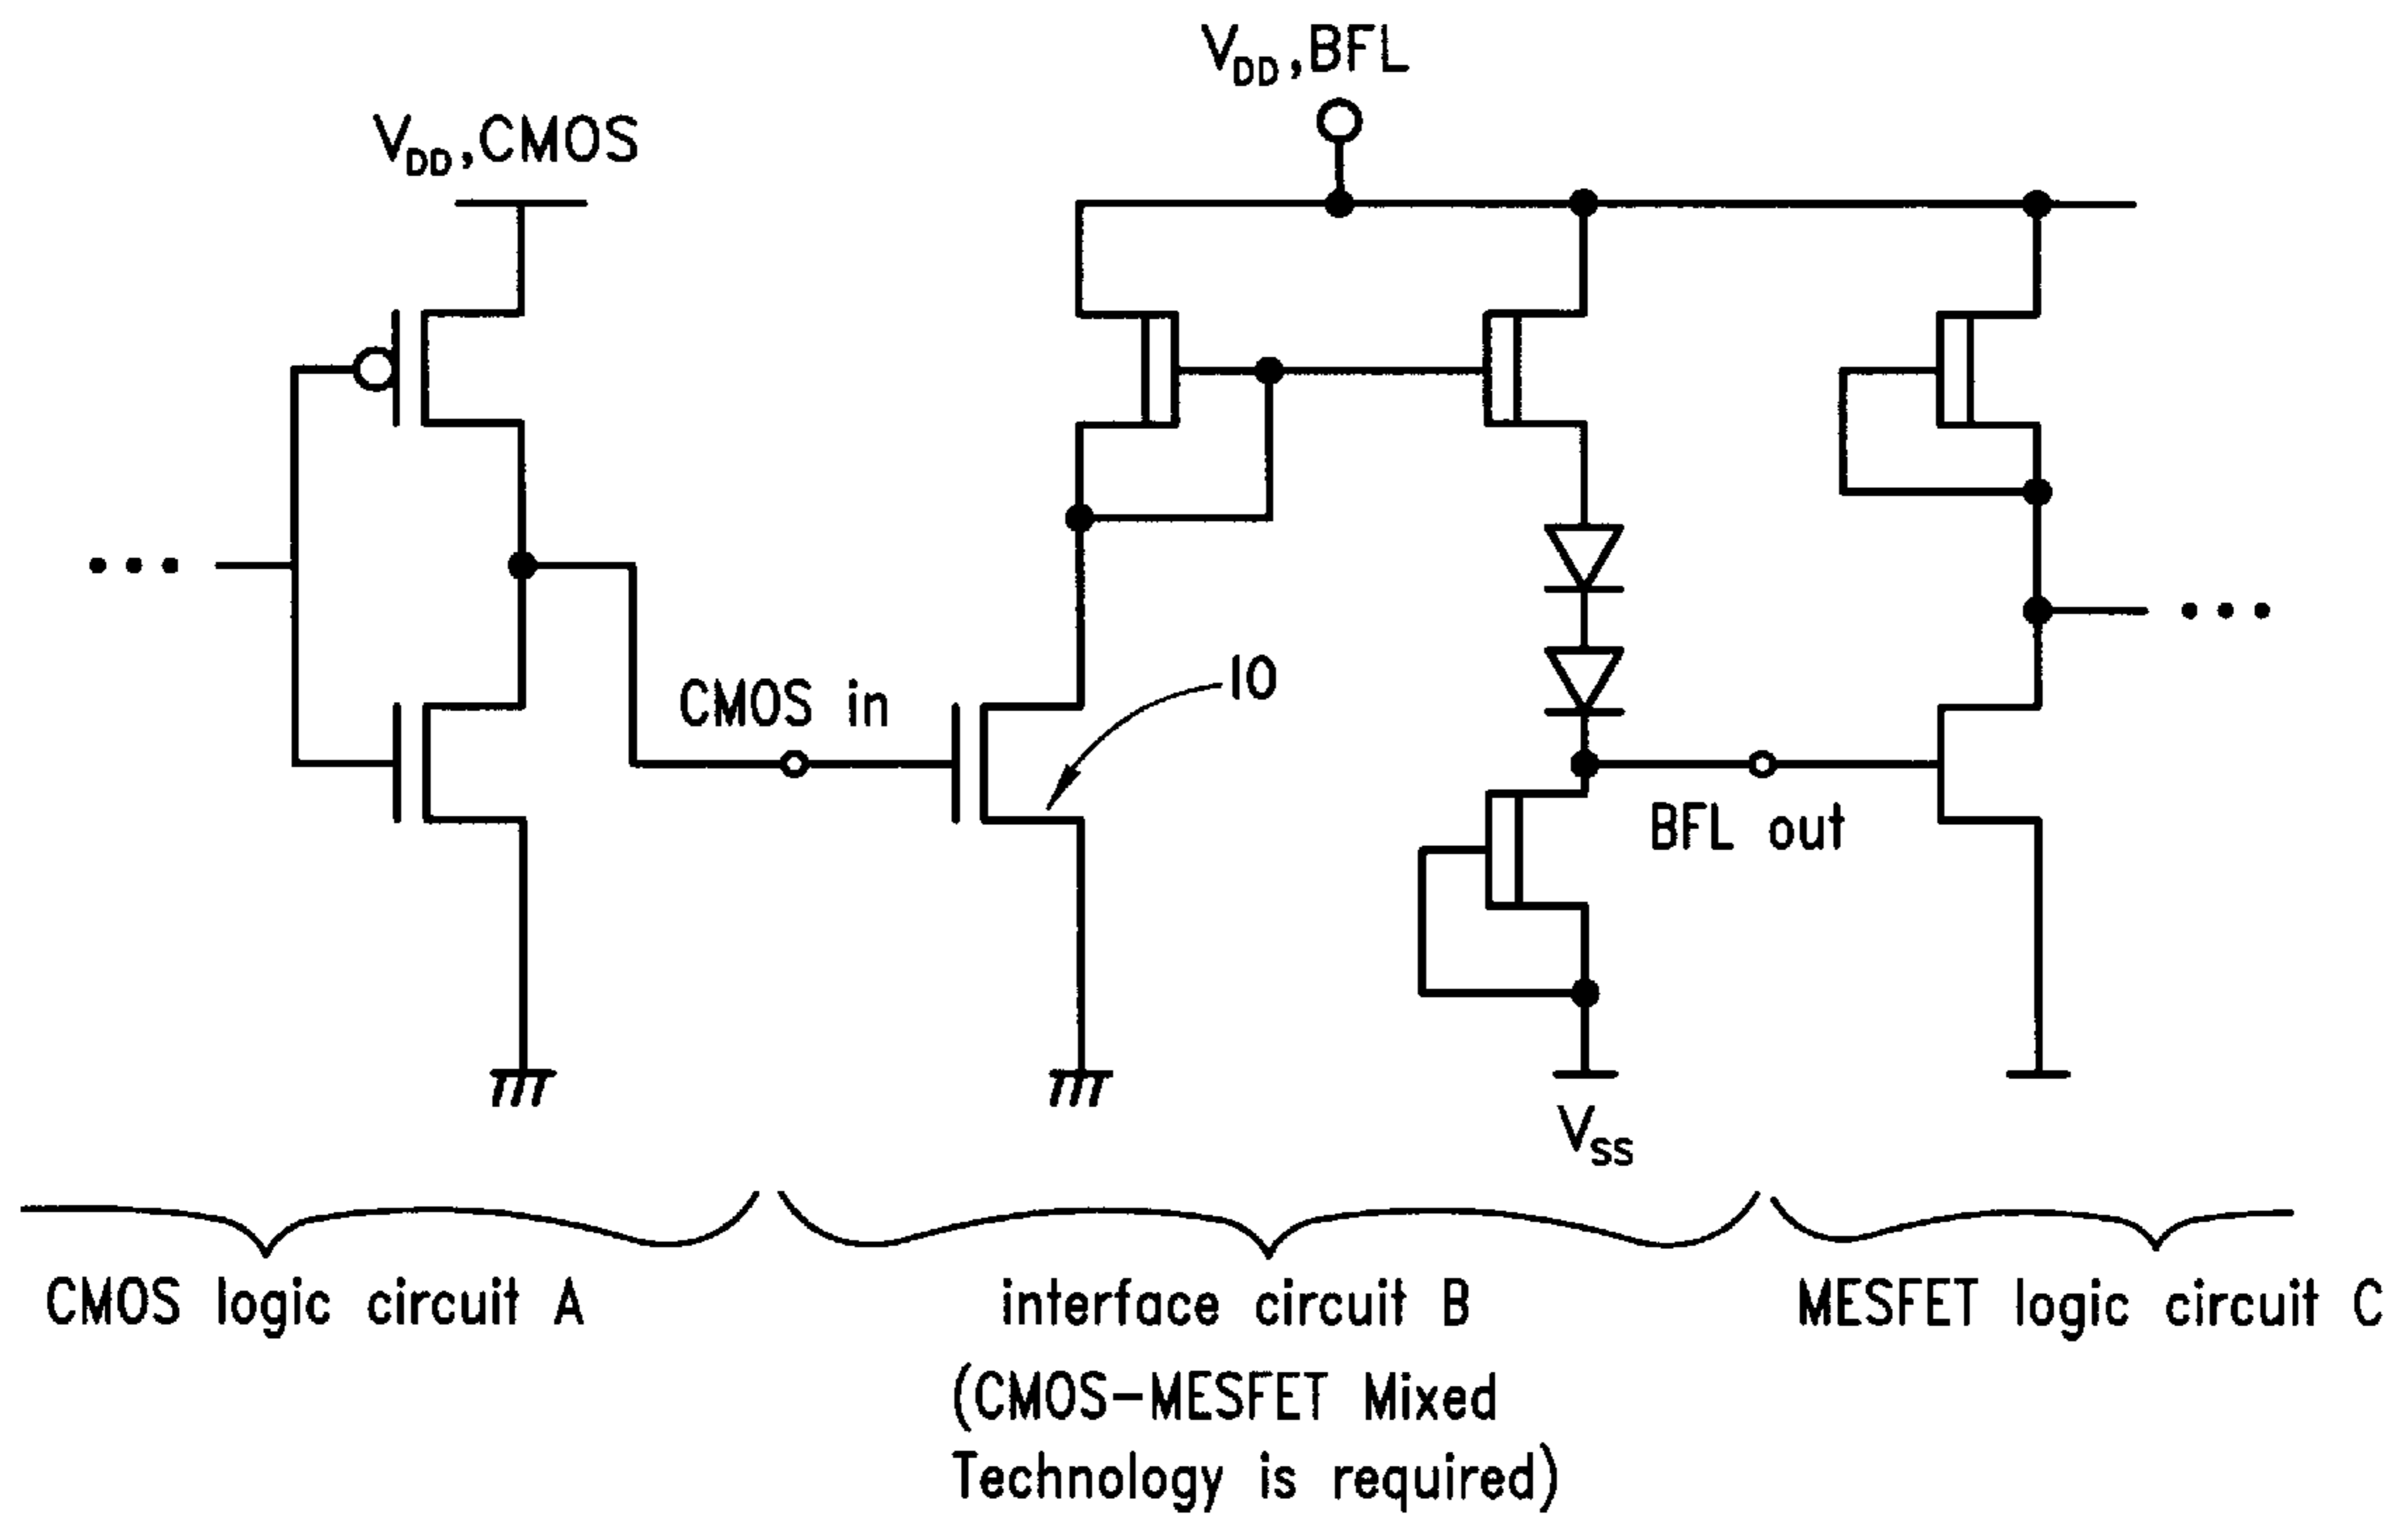 V_DD,BFL
V_DD,CMOS
...
...
CMOS in
10
BFL out
V_SS
CMOS logic circuit A
interface circuit B
MESFET logic circuit C
(CMOS-MESFET Mixed
Technology is required)